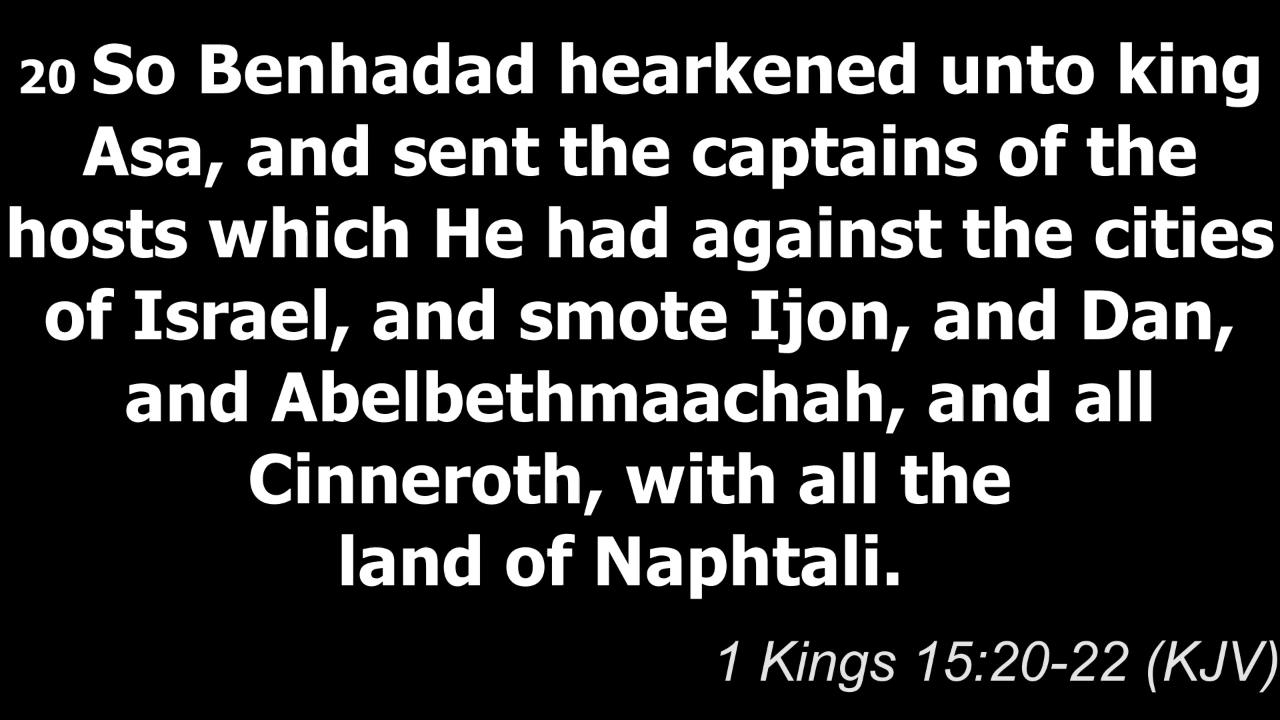 20 So Benhadad hearkened unto king
Asa, and sent the captains of the
hosts which He had against the cities
of Israel, and smote Ijon, and Dan,
and Abelbethmaachah, and all
Cinneroth, with all the
land of Naphtali.
1 Kings 15:20-22 (KJV)